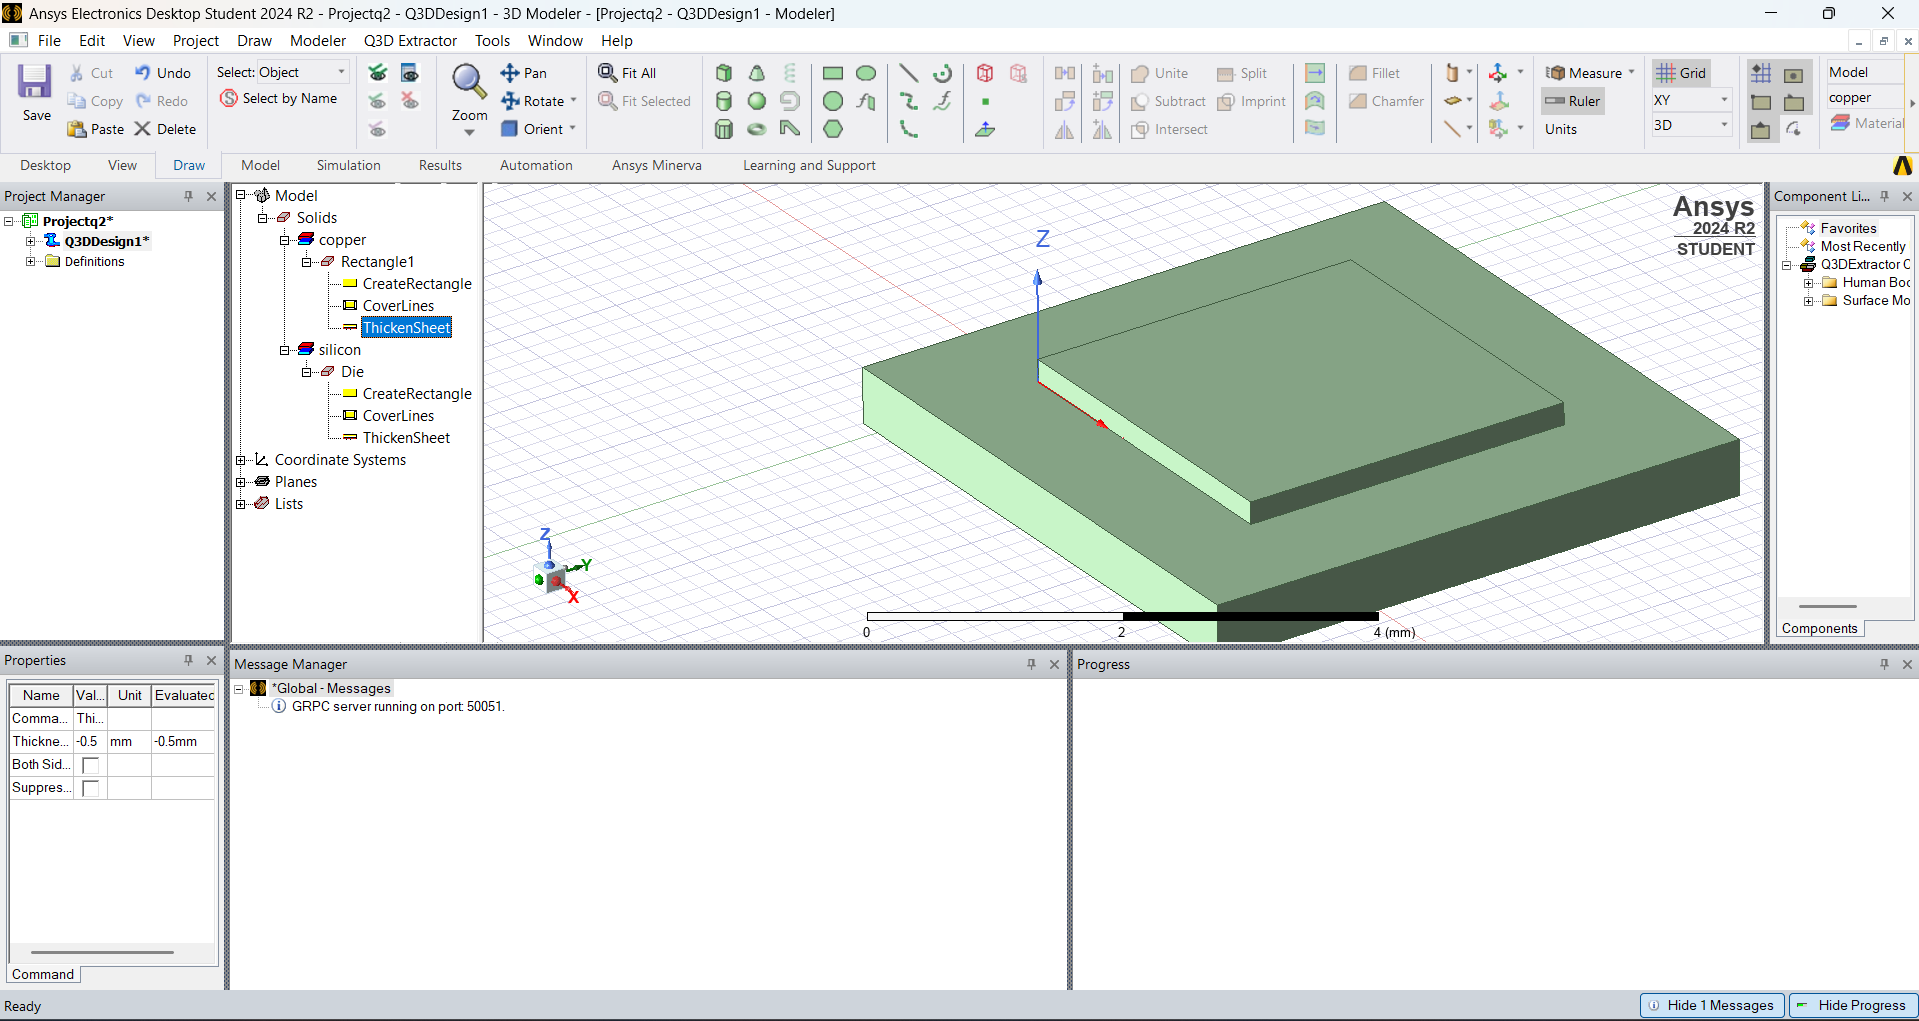 Ansys Electronics Desktop Student 2024 R2 - Projectq2 - Q3DDesign1 - 3D Modeler - [Projectq2 - Q3DDesign1 - Modeler]
File Edit View Project Draw Modeler Q3D Extractor Tools Window Help
Save
Cut
Copy
Paste
Undo
Redo
Delete
Select: Object
Select by Name
Zoom
Pan
Rotate
Orient
Fit All
Fit Selected
Unite
Subtract
Intersect
Split
Imprint
Fillet
Chamfer
Measure
Ruler
Units
Grid
XY
3D
Model
copper
Material
Desktop View Draw Model Simulation Results Automation Ansys Minerva Learning and Support
Project Manager
Projectq2*
Q3DDesign1*
Definitions
Model
Solids
copper
Rectangle1
CreateRectangle
CoverLines
ThickenSheet
silicon
Die
CreateRectangle
CoverLines
ThickenSheet
Coordinate Systems
Planes
Lists
Z
Z
Y
X
0 2 4 (mm)
Ansys
2024 R2
STUDENT
Component Li...
Favorites
Most Recently
Q3DExtractor C
Human Boc
Surface Mo
Components
Properties
Name Val... Unit Evaluated
Comma... Thi...
Thickne... -0.5 mm -0.5mm
Both Sid...
Suppres...
Command
Message Manager
*Global - Messages
GRPC server running on port: 50051.
Progress
Ready
Hide 1 Messages Hide Progress